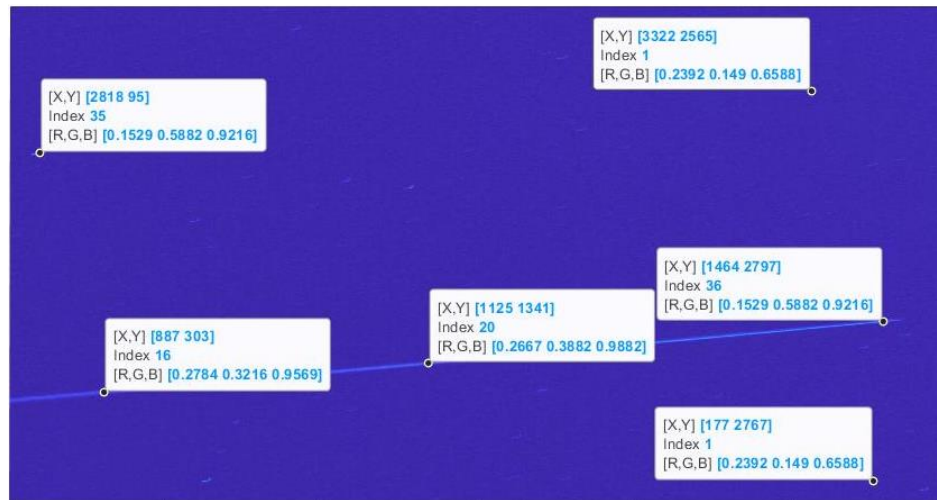 [X,Y] [3322 2565]
Index 1
[R,G,B] [0.2392 0.149 0.6588]
[X,Y] [2818 95]
Index 35
[R,G,B] [0.1529 0.5882 0.9216]
[X,Y] [1464 2797]
Index 36
[R,G,B] [0.1529 0.5882 0.9216]
[X,Y] [1125 1341]
Index 20
[R,G,B] [0.2667 0.3882 0.9882]
[X,Y] [887 303]
Index 16
[R,G,B] [0.2784 0.3216 0.9569]
[X,Y] [177 2767]
Index 1
[R,G,B] [0.2392 0.149 0.6588]